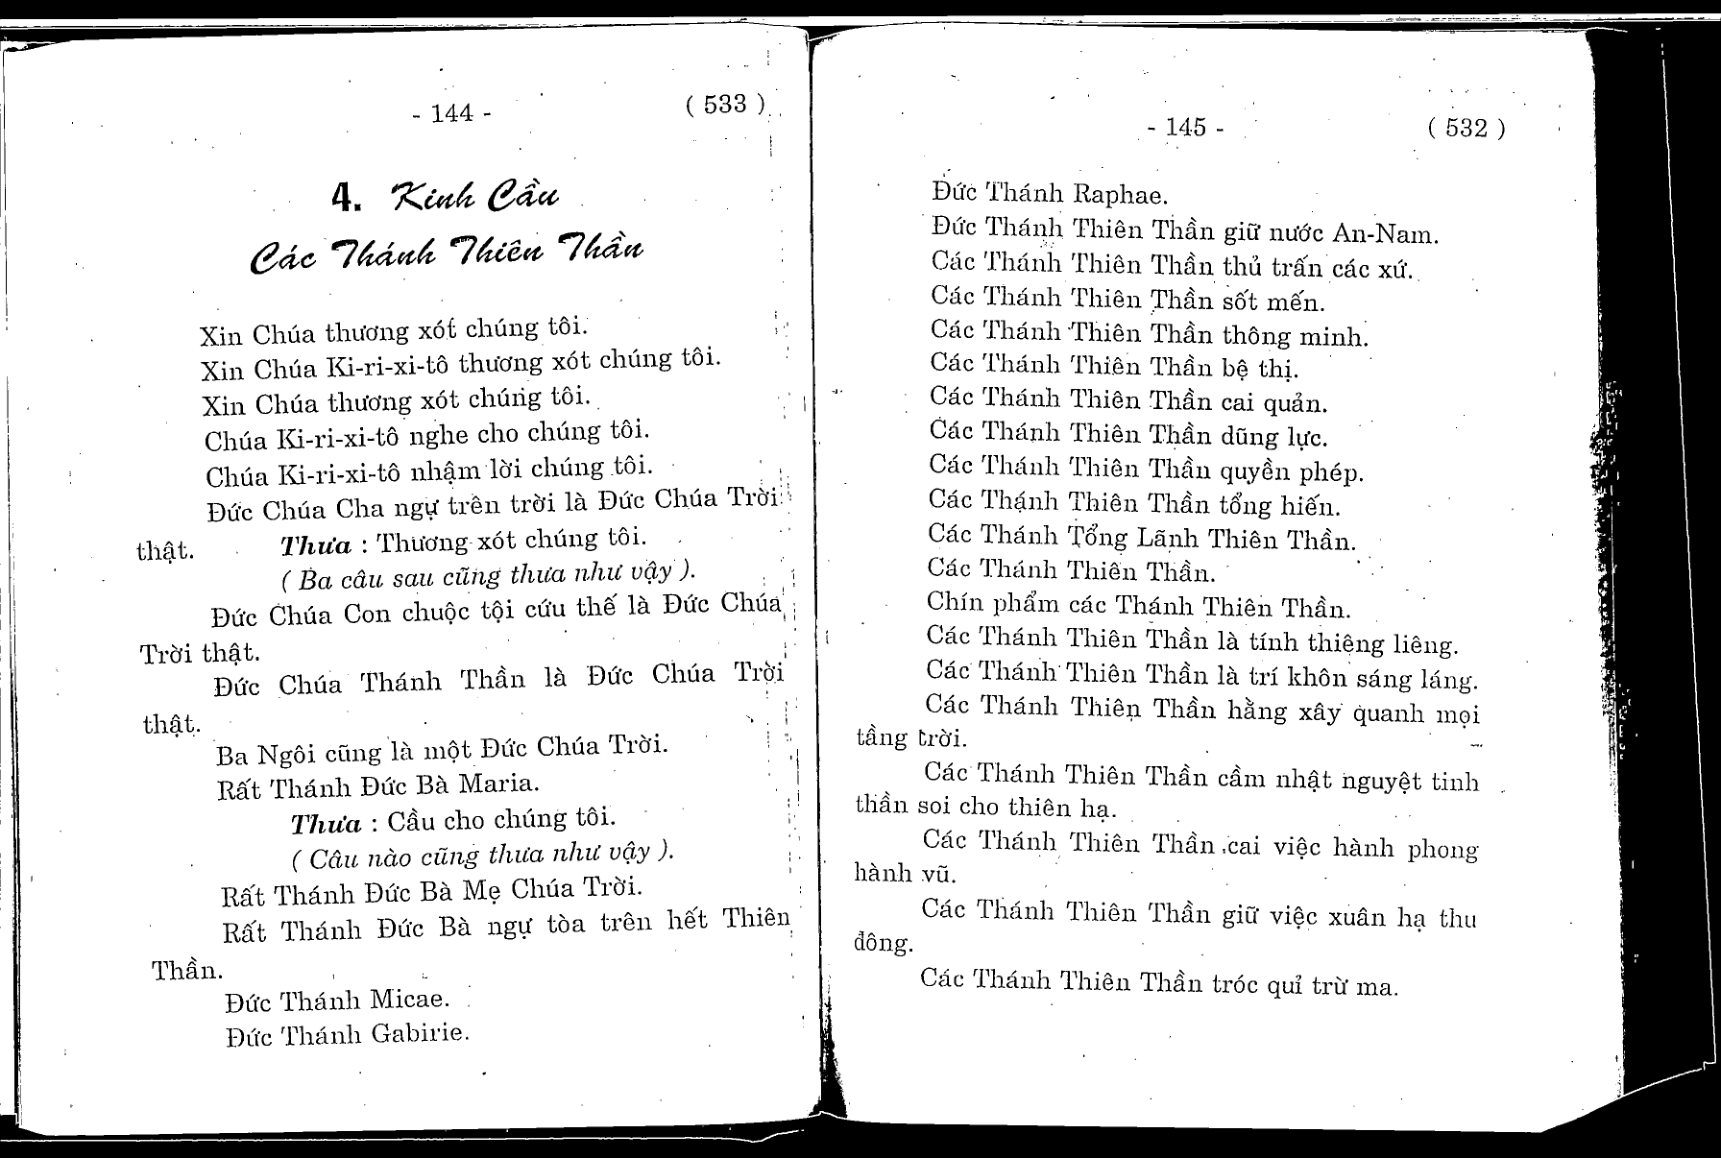 - 144 -
( 533 )
4. Kinh Cầu
Các Thánh Thiên Thần
Xin Chúa thương xót chúng tôi.
Xin Chúa Ki-ri-xi-tô thương xót chúng tôi.
Xin Chúa thương xót chúng tôi.
Chúa Ki-ri-xi-tô nghe cho chúng tôi.
Chúa Ki-ri-xi-tô nhậm lời chúng tôi.
Đức Chúa Cha ngự trên trời là Đức Chúa Trời
thật. Thưa : Thương xót chúng tôi.
( Ba câu sau cũng thưa như vậy ).
Đức Chúa Con chuộc tội cứu thế là Đức Chúa
Trời thật.
Đức Chúa Thánh Thần là Đức Chúa Trời
thật.
Ba Ngôi cũng là một Đức Chúa Trời.
Rất Thánh Đức Bà Maria.
Thưa : Cầu cho chúng tôi.
( Câu nào cũng thưa như vậy ).
Rất Thánh Đức Bà Mẹ Chúa Trời.
Rất Thánh Đức Bà ngự tòa trên hết Thiên
Thần.
Đức Thánh Micae.
Đức Thánh Gabirie.
- 145 -
( 532 )
Đức Thánh Raphae.
Đức Thánh Thiên Thần giữ nước An-Nam.
Các Thánh Thiên Thần thủ trấn các xứ.
Các Thánh Thiên Thần sốt mến.
Các Thánh Thiên Thần thông minh.
Các Thánh Thiên Thần bệ thị.
Các Thánh Thiên Thần cai quản.
Các Thánh Thiên Thần dũng lực.
Các Thánh Thiên Thần quyền phép.
Các Thánh Thiên Thần tổng hiến.
Các Thánh Tổng Lãnh Thiên Thần.
Các Thánh Thiên Thần.
Chín phẩm các Thánh Thiên Thần.
Các Thánh Thiên Thần là tính thiêng liêng.
Các Thánh Thiên Thần là trí khôn sáng láng.
Các Thánh Thiên Thần hằng xây quanh mọi
tầng trời.
Các Thánh Thiên Thần cầm nhật nguyệt tinh
thần soi cho thiên hạ.
Các Thánh Thiên Thần cai việc hành phong
hành vũ.
Các Thánh Thiên Thần giữ việc xuân hạ thu
đông.
Các Thánh Thiên Thần tróc quỉ trừ ma.